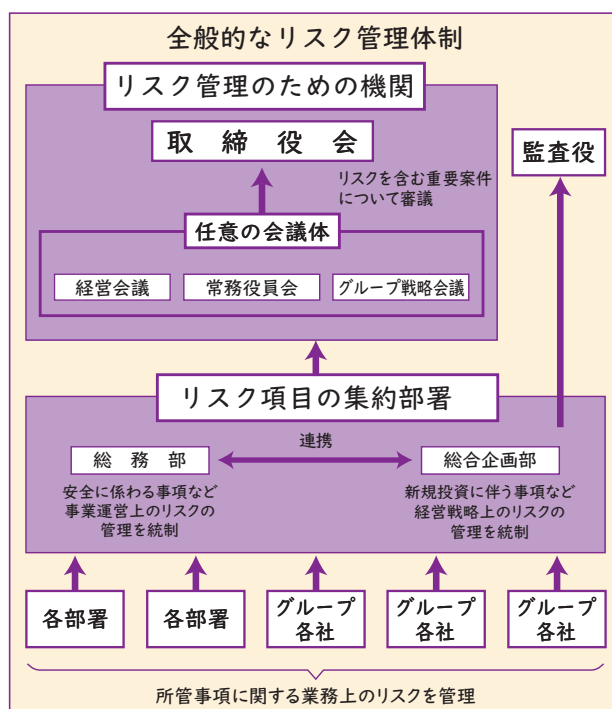 全般的なリスク管理体制
リスク管理のための機関
取締役会
監査役
リスクを含む重要案件
について審議
任意の会議体
経営会議
常務役員会
グループ戦略会議
リスク項目の集約部署
連携
総務部
総合企画部
安全に係わる事項など
事業運営上のリスクの
管理を統制
新規投資に伴う事項など
経営戦略上のリスクの
管理を統制
各部署
各部署
グループ
各社
グループ
各社
グループ
各社
所管事項に関する業務上のリスクを管理